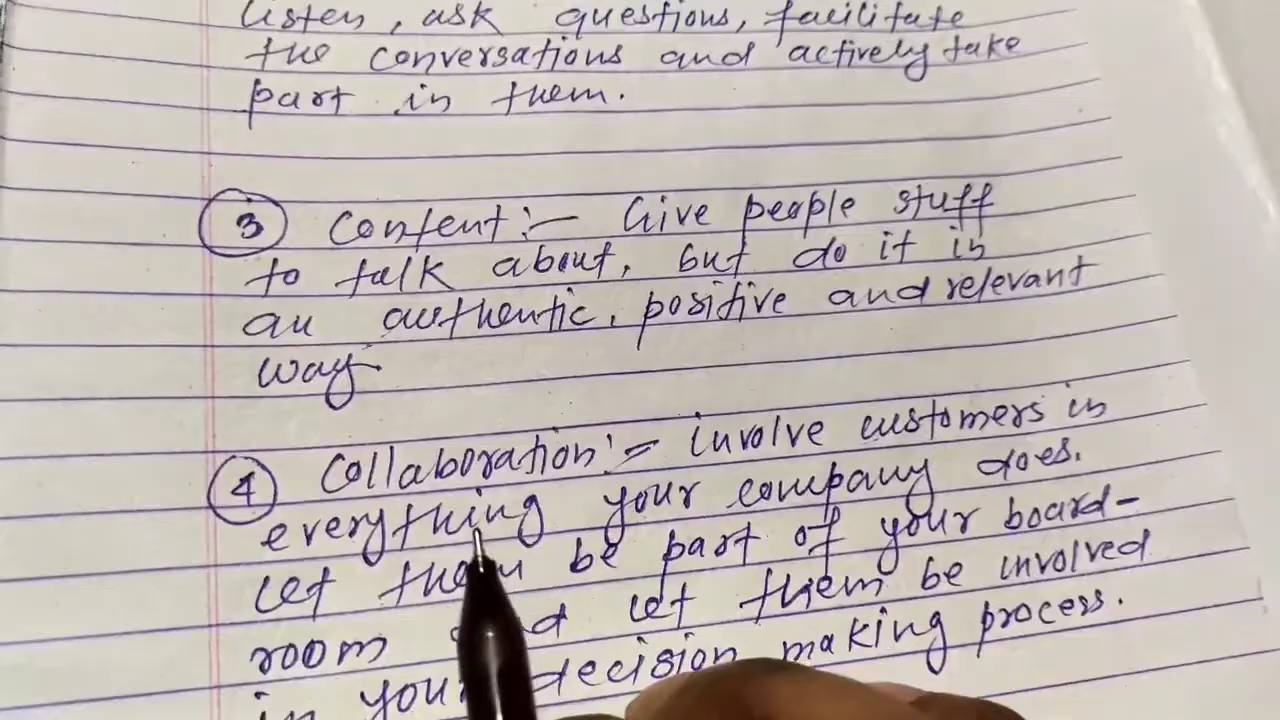 listen, ask questions, facilitate
the conversations and actively take
part in them.
3 Content:- Give people stuff
to talk about, but do it in
an authentic, positive and relevant
way.
4 Collaboration:- involve customers in
everything your company does.
Let them be part of your board-
room and let them be involved
in your decision making process.